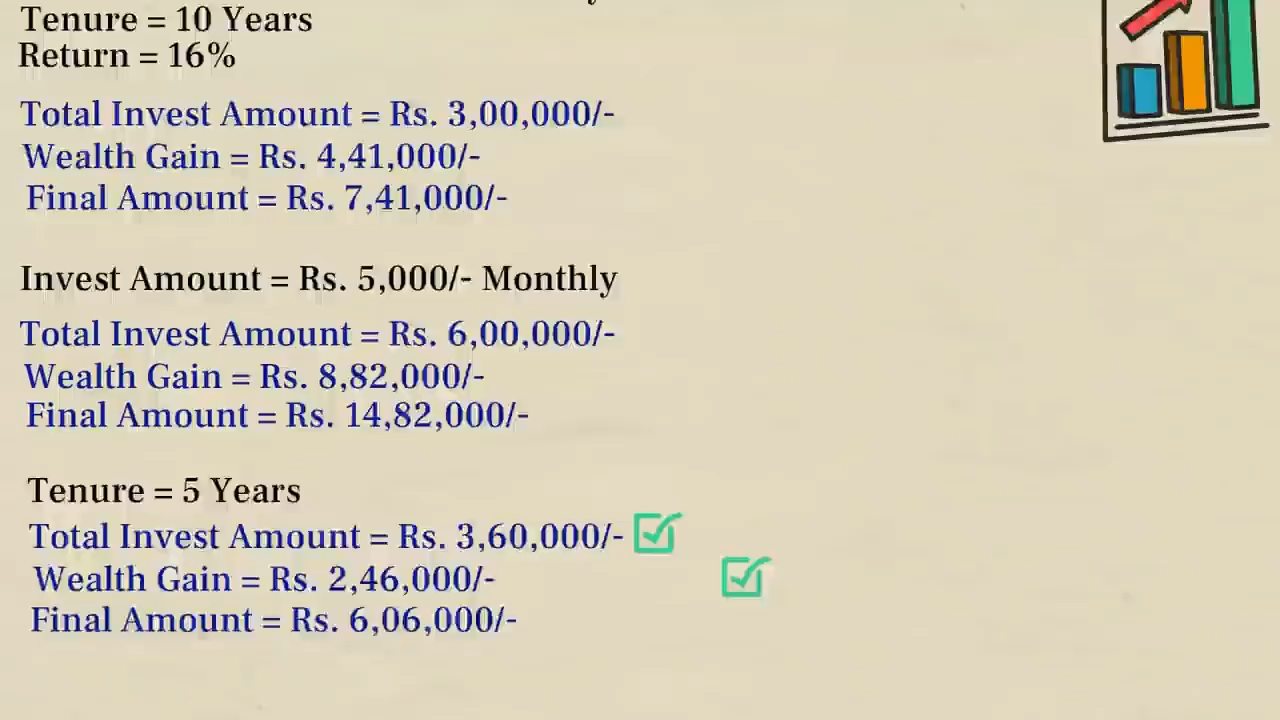 Tenure = 10 Years
Return = 16%
Total Invest Amount = Rs. 3,00,000/-
Wealth Gain = Rs. 4,41,000/-
Final Amount = Rs. 7,41,000/-
Invest Amount = Rs. 5,000/- Monthly
Total Invest Amount = Rs. 6,00,000/-
Wealth Gain = Rs. 8,82,000/-
Final Amount = Rs. 14,82,000/-
Tenure = 5 Years
Total Invest Amount = Rs. 3,60,000/-
Wealth Gain = Rs. 2,46,000/-
Final Amount = Rs. 6,06,000/-